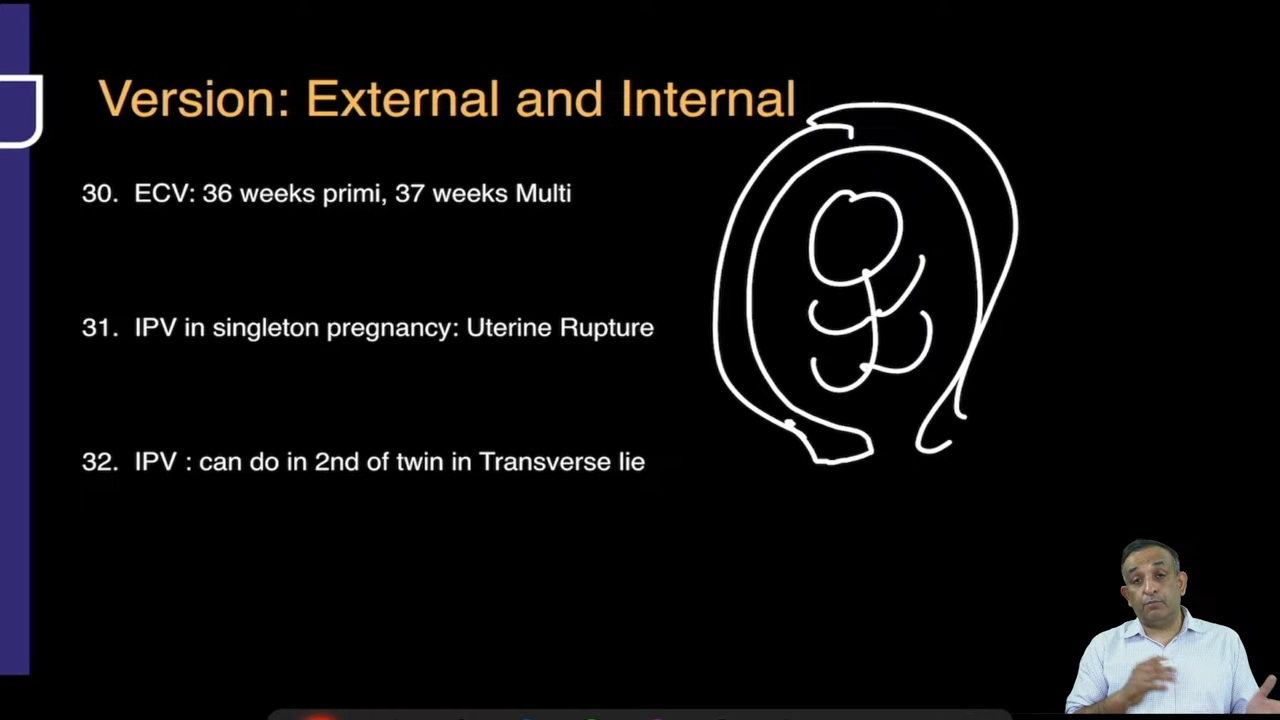 Version: External and Internal
30. ECV: 36 weeks primi, 37 weeks Multi
31. IPV in singleton pregnancy: Uterine Rupture
32. IPV : can do in 2nd of twin in Transverse lie